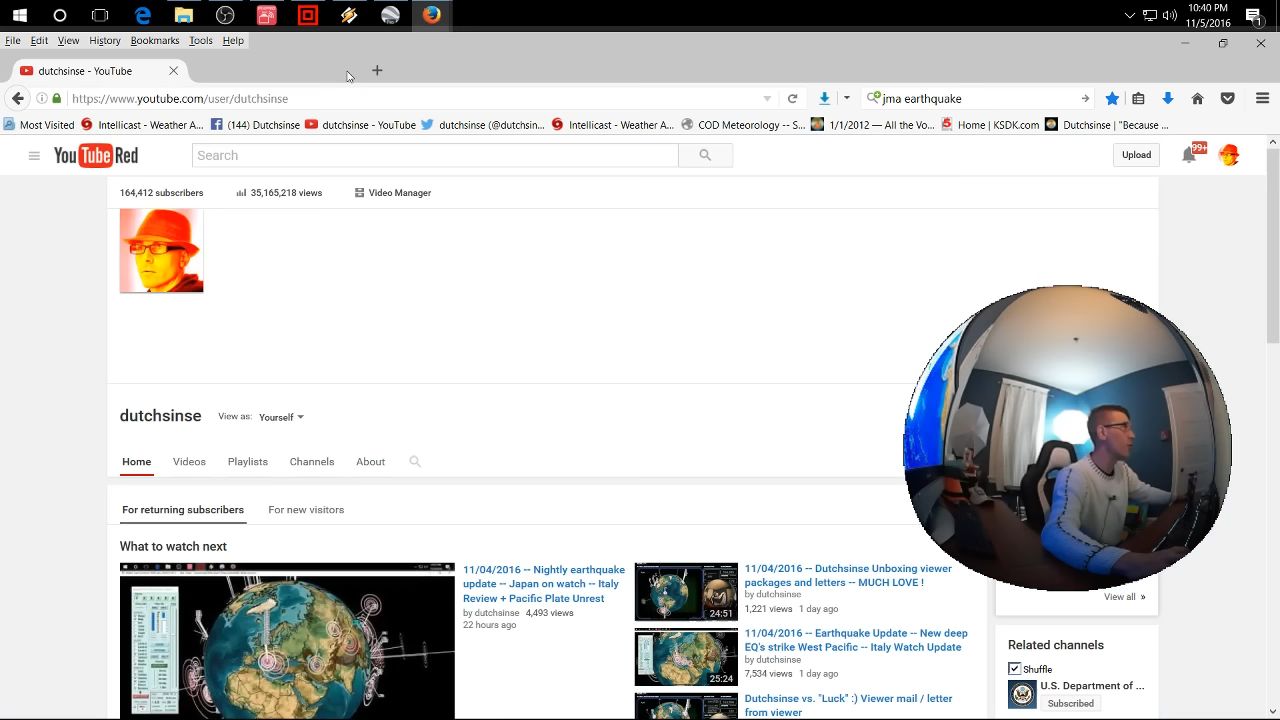 10:40 PM
11/5/2016
File Edit View History Bookmarks Tools Help
dutchsinse - YouTube
https://www.youtube.com/user/dutchsinse
jma earthquake
Most Visited
Intellicast - Weather A...
(144) Dutchsinse
dutchsinse - YouTube
dutchsinse (@dutchsin...
Intellicast - Weather A...
COD Meteorology -- S...
1/1/2012 — All the Vo...
Home | KSDK.com
Dutchsinse | "Because ...
YouTube Red
Search
Upload
99+
164,412 subscribers
35,165,218 views
Video Manager
dutchsinse
View as: Yourself
Home Videos Playlists Channels About
For returning subscribers
For new visitors
What to watch next
11/04/2016 -- Nightly earthquake
update -- Japan on watch -- Italy
Review + Pacific Plate Unrest
by dutchsinse 4,493 views
22 hours ago
24:51
11/04/2016 -- Dutchsinse Unboxing viewer
packages and letters -- MUCH LOVE !
by dutchsinse
1,221 views 1 day ago
25:24
11/04/2016 -- Earthquake Update -- New deep
EQ's strike West Pacific -- Italy Watch Update
by dutchsinse
7,534 views 1 day ago
Dutchsinse vs. "Luck" :) Viewer mail / letter
from viewer
View all »
Related channels
Shuffle
U.S. Department of ...
Subscribed